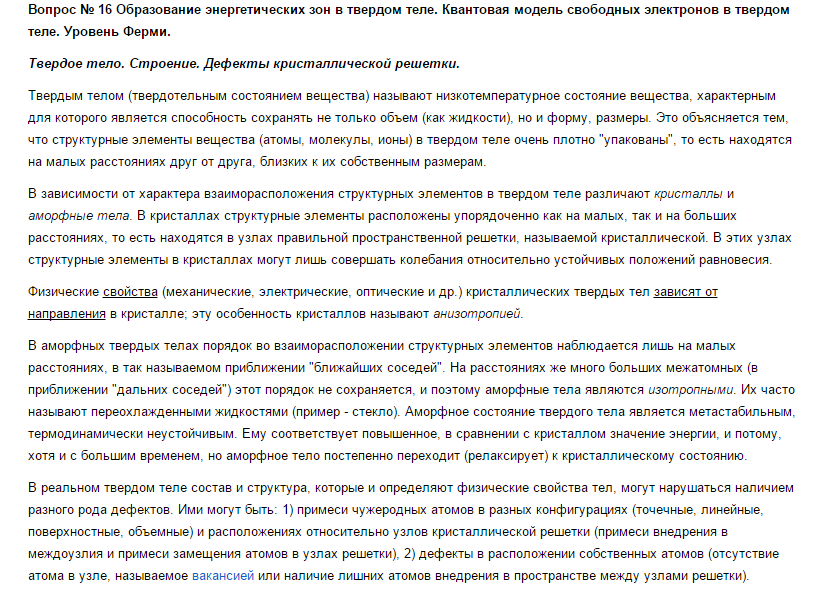 Вопрос № 16 Образование энергетических зон в твердом теле. Квантовая модель свободных электронов в твердом
теле. Уровень Ферми.
Твердое тело. Строение. Дефекты кристаллической решетки.
Твердым телом (твердотельным состоянием вещества) называют низкотемпературное состояние вещества, характерным
для которого является способность сохранять не только объем (как жидкости), но и форму, размеры. Это объясняется тем,
что структурные элементы вещества (атомы, молекулы, ионы) в твердом теле очень плотно "упакованы", то есть находятся
на малых расстояниях друг от друга, близких к их собственным размерам.
В зависимости от характера взаиморасположения структурных элементов в твердом теле различают кристаллы и
аморфные тела. В кристаллах структурные элементы расположены упорядоченно как на малых, так и на больших
расстояниях, то есть находятся в узлах правильной пространственной решетки, называемой кристаллической. В этих узлах
структурные элементы в кристаллах могут лишь совершать колебания относительно устойчивых положений равновесия.
Физические свойства (механические, электрические, оптические и др.) кристаллических твердых тел зависят от
направления в кристалле; эту особенность кристаллов называют анизотропией.
В аморфных твердых телах порядок во взаиморасположении структурных элементов наблюдается лишь на малых
расстояниях, в так называемом приближении "ближайших соседей". На расстояниях же много больших межатомных (в
приближении "дальних соседей") этот порядок не сохраняется, и поэтому аморфные тела являются изотропными. Их часто
называют переохлажденными жидкостями (пример - стекло). Аморфное состояние твердого тела является метастабильным,
термодинамически неустойчивым. Ему соответствует повышенное, в сравнении с кристаллом значение энергии, и потому,
хотя и с большим временем, но аморфное тело постепенно переходит (релаксирует) к кристаллическому состоянию.
В реальном твердом теле состав и структура, которые и определяют физические свойства тел, могут нарушаться наличием
разного рода дефектов. Ими могут быть: 1) примеси чужеродных атомов в разных конфигурациях (точечные, линейные,
поверхностные, объемные) и расположениях относительно узлов кристаллической решетки (примеси внедрения в
междоузлия и примеси замещения атомов в узлах решетки), 2) дефекты в расположении собственных атомов (отсутствие
атома в узле, называемое вакансией или наличие лишних атомов внедрения в пространстве между узлами решетки).